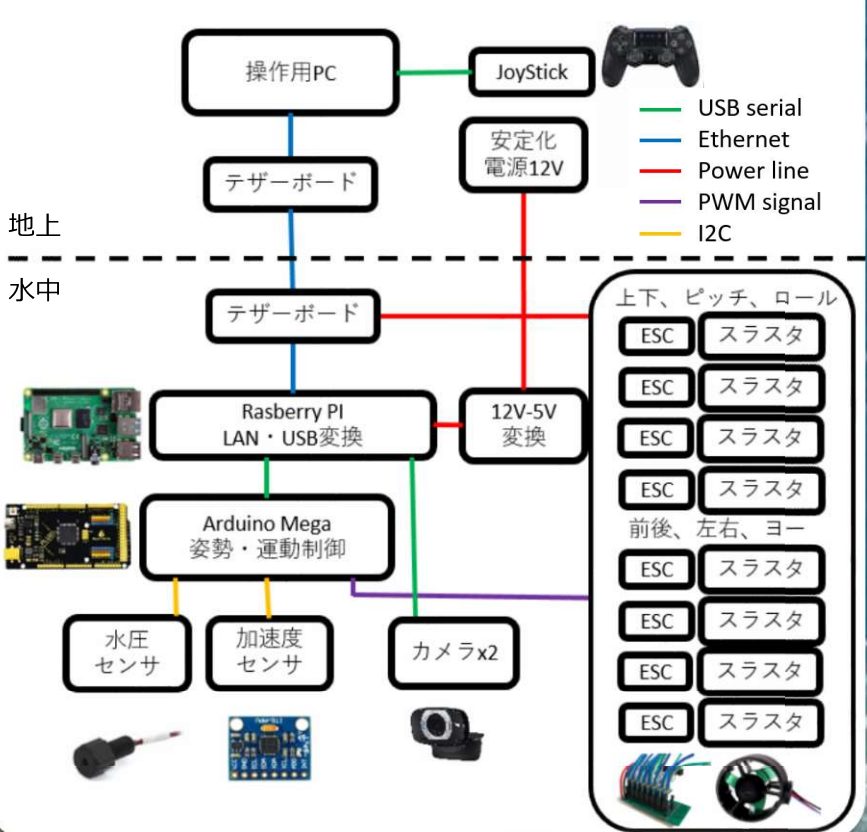 操作用PC
JoyStick
USB serial
Ethernet
Power line
PWM signal
I2C
安定化
電源12V
テザーボード
地上
水中
テザーボード
上下、ピッチ、ロール
ESC
スラスタ
ESC
スラスタ
ESC
スラスタ
ESC
スラスタ
前後、左右、ヨー
ESC
スラスタ
ESC
スラスタ
ESC
スラスタ
ESC
スラスタ
Rasberry PI
LAN・USB変換
12V-5V
変換
Arduino Mega
姿勢・運動制御
水圧
センサ
加速度
センサ
カメラx2